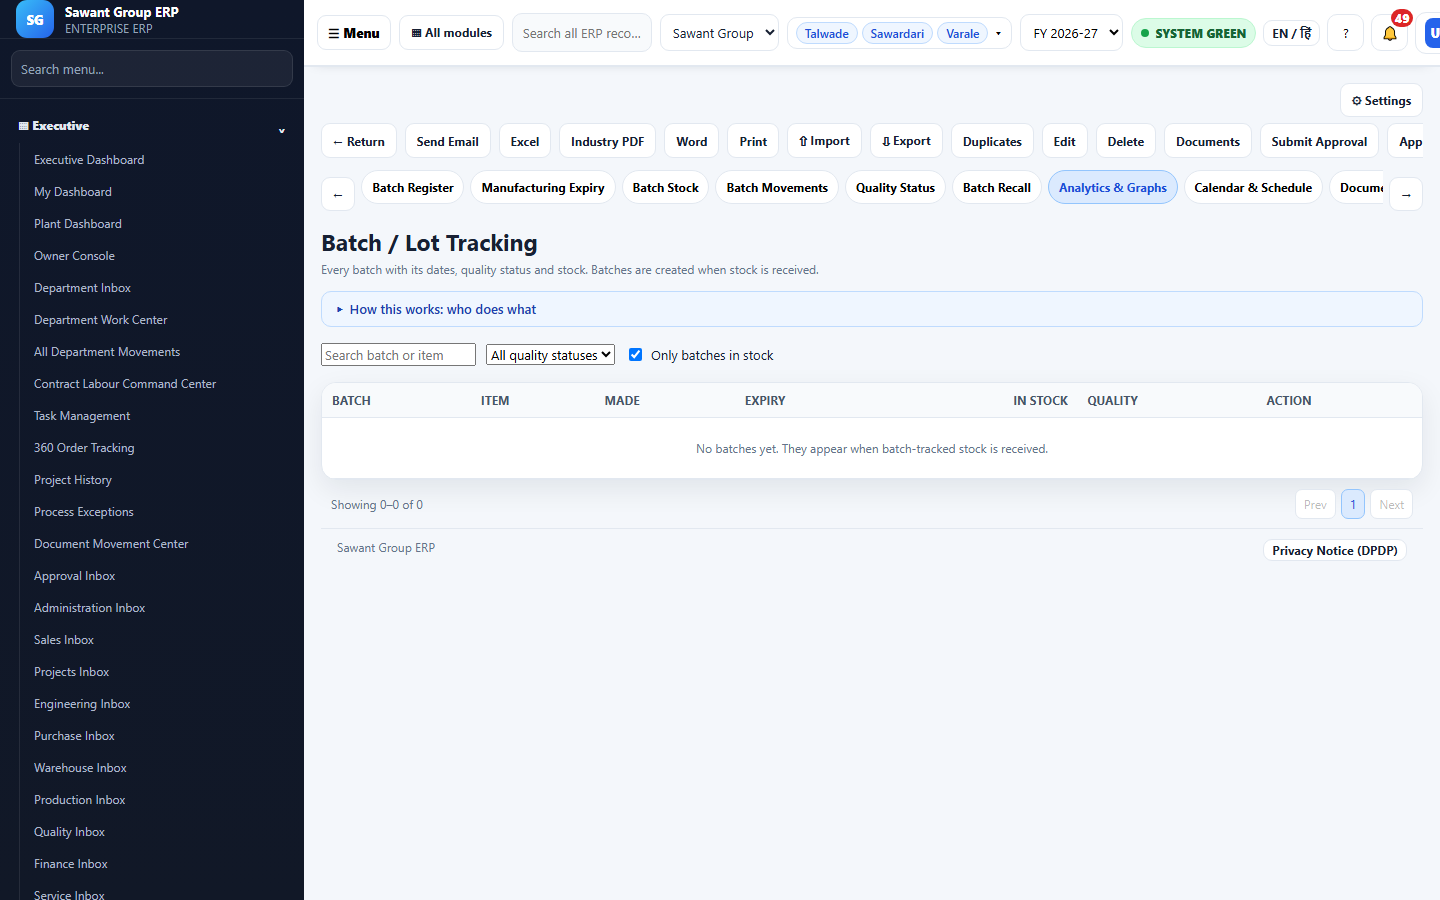 SG
Sawant Group ERP
ENTERPRISE ERP
Search menu...
Executive
Executive Dashboard
My Dashboard
Plant Dashboard
Owner Console
Department Inbox
Department Work Center
All Department Movements
Contract Labour Command Center
Task Management
360 Order Tracking
Project History
Process Exceptions
Document Movement Center
Approval Inbox
Administration Inbox
Sales Inbox
Projects Inbox
Engineering Inbox
Purchase Inbox
Warehouse Inbox
Production Inbox
Quality Inbox
Finance Inbox
Service Inbox
☰ Menu
All modules
Search all ERP reco...
Sawant Group
Talwade Sawardari Varale
FY 2026-27
SYSTEM GREEN
EN / हिं
?
49
U
⚙ Settings
← Return Send Email Excel Industry PDF Word Print ⇧ Import ⇩ Export Duplicates Edit Delete Documents Submit Approval App
← Batch Register Manufacturing Expiry Batch Stock Batch Movements Quality Status Batch Recall Analytics & Graphs Calendar & Schedule Docume →
Batch / Lot Tracking
Every batch with its dates, quality status and stock. Batches are created when stock is received.
▸ How this works: who does what
Search batch or item All quality statuses Only batches in stock
BATCH ITEM MADE EXPIRY IN STOCK QUALITY ACTION
No batches yet. They appear when batch-tracked stock is received.
Showing 0–0 of 0 Prev 1 Next
Sawant Group ERP Privacy Notice (DPDP)